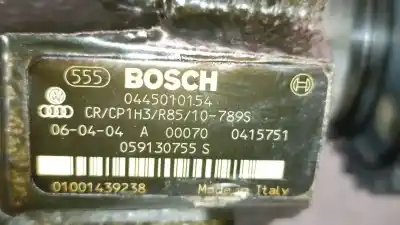 555 BOSCH
0445010154
CR/CP1H3/R85/10-789S
06-04-04 A 00070 0415751
059130755 S
01001439238 Made in Italy